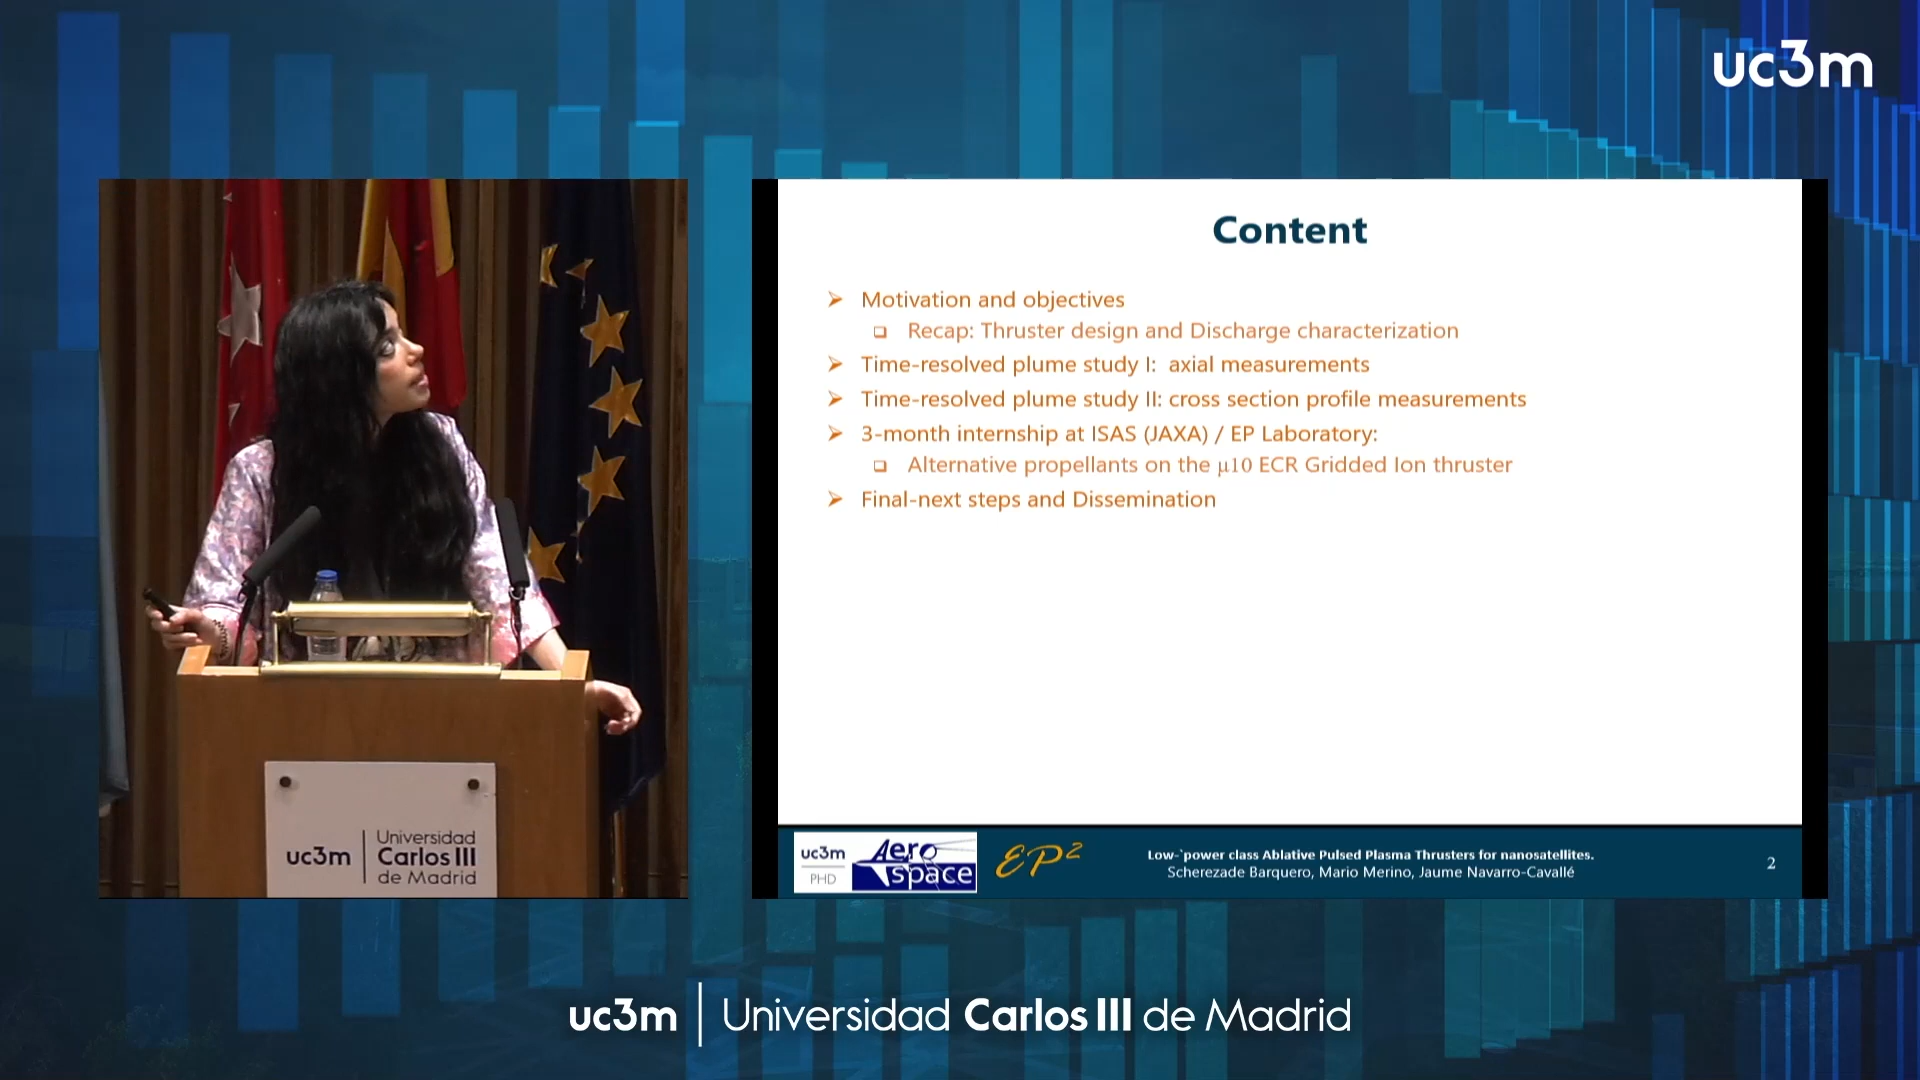 uc3m
Content
➢ Motivation and objectives
❑ Recap: Thruster design and Discharge characterization
➢ Time-resolved plume study I: axial measurements
➢ Time-resolved plume study II: cross section profile measurements
➢ 3-month internship at ISAS (JAXA) / EP Laboratory:
❑ Alternative propellants on the µ10 ECR Gridded Ion thruster
➢ Final-next steps and Dissemination
uc3m
PHD
Aero
space
EP2
Low-`power class Ablative Pulsed Plasma Thrusters for nanosatellites.
Scherezade Barquero, Mario Merino, Jaume Navarro-Cavallé
2
uc3m
Universidad
Carlos III
de Madrid
uc3m | Universidad Carlos III de Madrid